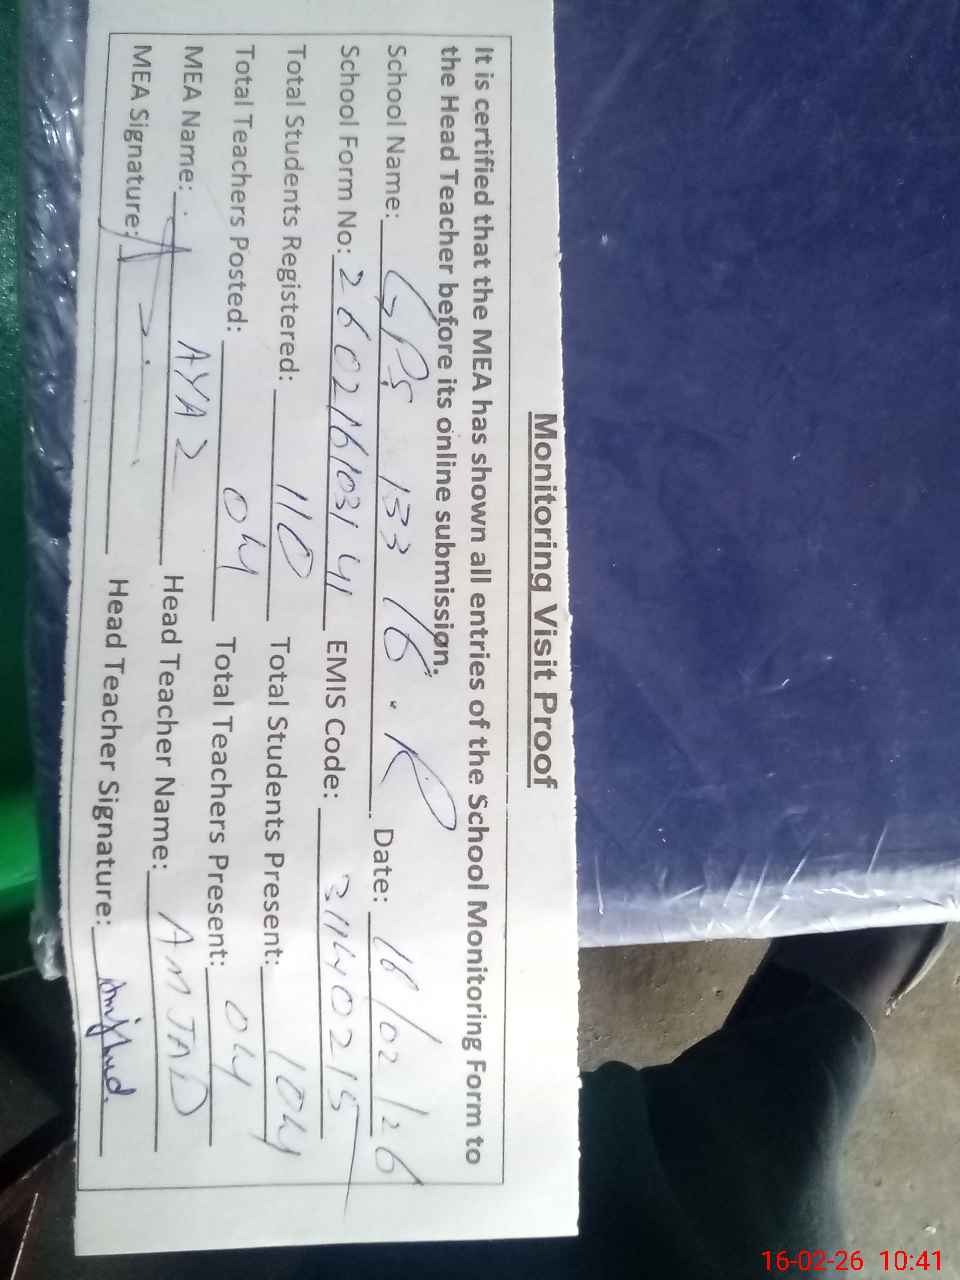 Monitoring Visit Proof
It is certified that the MEA has shown all entries of the School Monitoring Form to
the Head Teacher before its online submission.
School Name: GPS 133 16.R Date: 16/02/26
School Form No: 260216103141 EMIS Code: 31140215
Total Students Registered: 110 Total Students Present: 104
Total Teachers Posted: 04 Total Teachers Present: 04
MEA Name: AYAZ Head Teacher Name: AMJAD
MEA Signature: Head Teacher Signature: Amjad
16-02-26 10:41